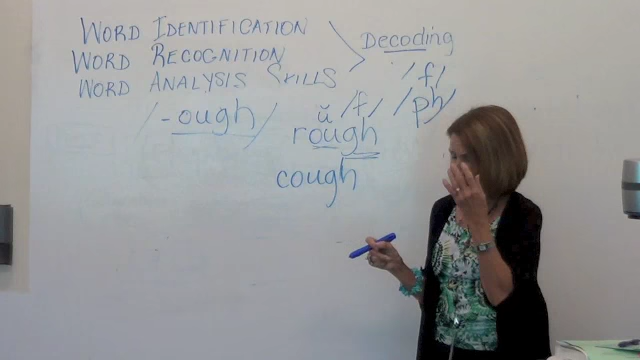 WORD IDENTIFICATION
WORD RECOGNITION
WORD ANALYSIS SKILLS
Decoding
/f/
/-ough/
ŭ /f/ /ph/
rough
cough